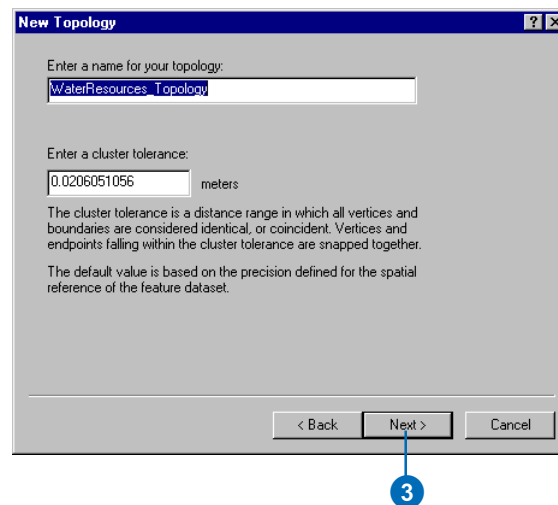 New Topology
Enter a name for your topology:
WaterResources_Topology
Enter a cluster tolerance:
0.0206051056 meters
The cluster tolerance is a distance range in which all vertices and
boundaries are considered identical, or coincident. Vertices and
endpoints falling within the cluster tolerance are snapped together.
The default value is based on the precision defined for the spatial
reference of the feature dataset.
< Back Next > Cancel
3